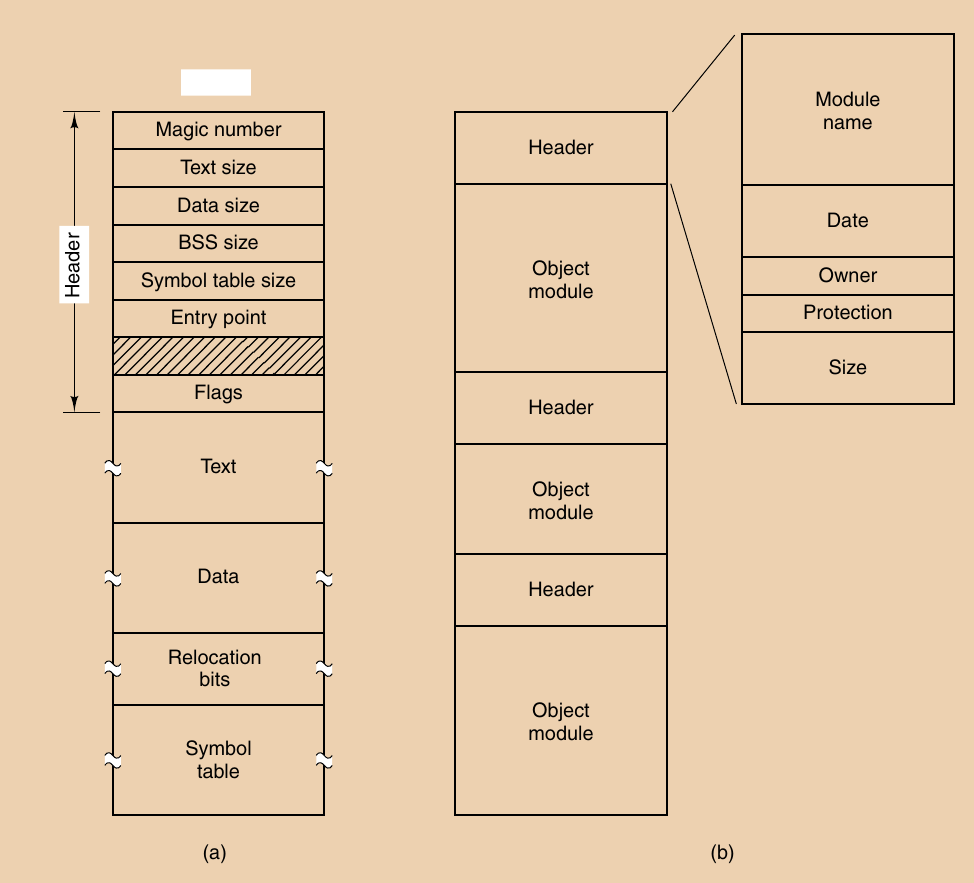 Header
Magic number
Text size
Data size
BSS size
Symbol table size
Entry point
Flags
Text
Data
Relocation
bits
Symbol
table
(a)
Header
Object
module
Header
Object
module
Header
Object
module
Module
name
Date
Owner
Protection
Size
(b)